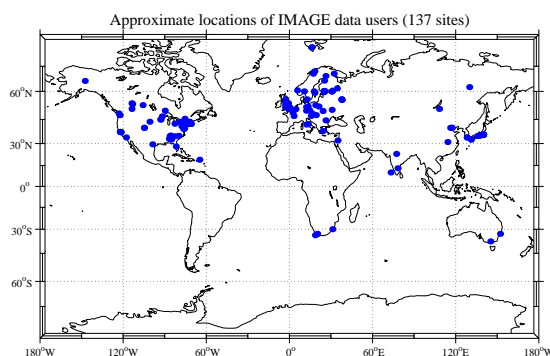 Approximate locations of IMAGE data users (137 sites)
60°N
30°N
0°
30°S
60°S
180°W 120°W 60°W 0° 60°E 120°E 180°W